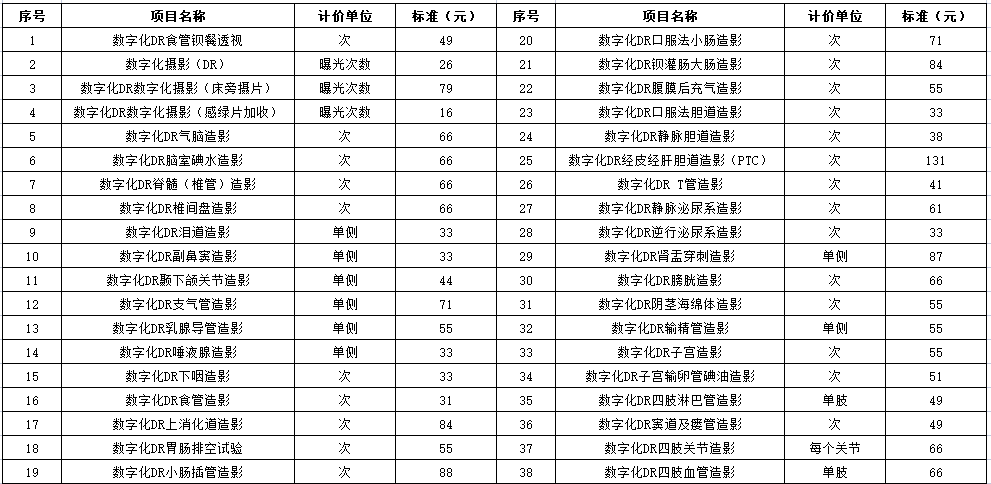 序号 项目名称 计价单位 标准（元） 序号 项目名称 计价单位 标准（元）
1 数字化DR食管钡餐透视 次 49 20 数字化DR口服法小肠造影 次 71
2 数字化摄影（DR） 曝光次数 26 21 数字化DR钡灌肠大肠造影 次 84
3 数字化DR数字化摄影（床旁摄片） 曝光次数 79 22 数字化DR腹膜后充气造影 次 55
4 数字化DR数字化摄影（感绿片加收） 曝光次数 16 23 数字化DR口服法胆道造影 次 33
5 数字化DR气脑造影 次 66 24 数字化DR静脉胆道造影 次 38
6 数字化DR脑室碘水造影 次 66 25 数字化DR经皮经肝胆道造影（PTC） 次 131
7 数字化DR脊髓（椎管）造影 次 66 26 数字化DR T管造影 次 41
8 数字化DR椎间盘造影 次 66 27 数字化DR静脉泌尿系造影 次 61
9 数字化DR泪道造影 单侧 33 28 数字化DR逆行泌尿系造影 次 33
10 数字化DR副鼻窦造影 单侧 33 29 数字化DR肾盂穿刺造影 单侧 87
11 数字化DR颞下颌关节造影 单侧 44 30 数字化DR膀胱造影 次 66
12 数字化DR支气管造影 单侧 71 31 数字化DR阴茎海绵体造影 次 55
13 数字化DR乳腺导管造影 单侧 55 32 数字化DR输精管造影 单侧 55
14 数字化DR唾液腺造影 单侧 33 33 数字化DR子宫造影 次 55
15 数字化DR下咽造影 次 33 34 数字化DR子宫输卵管碘油造影 次 51
16 数字化DR食管造影 次 31 35 数字化DR四肢淋巴管造影 单肢 49
17 数字化DR上消化道造影 次 84 36 数字化DR窦道及瘘管造影 次 49
18 数字化DR胃肠排空试验 次 55 37 数字化DR四肢关节造影 每个关节 66
19 数字化DR小肠插管造影 次 88 38 数字化DR四肢血管造影 单肢 66